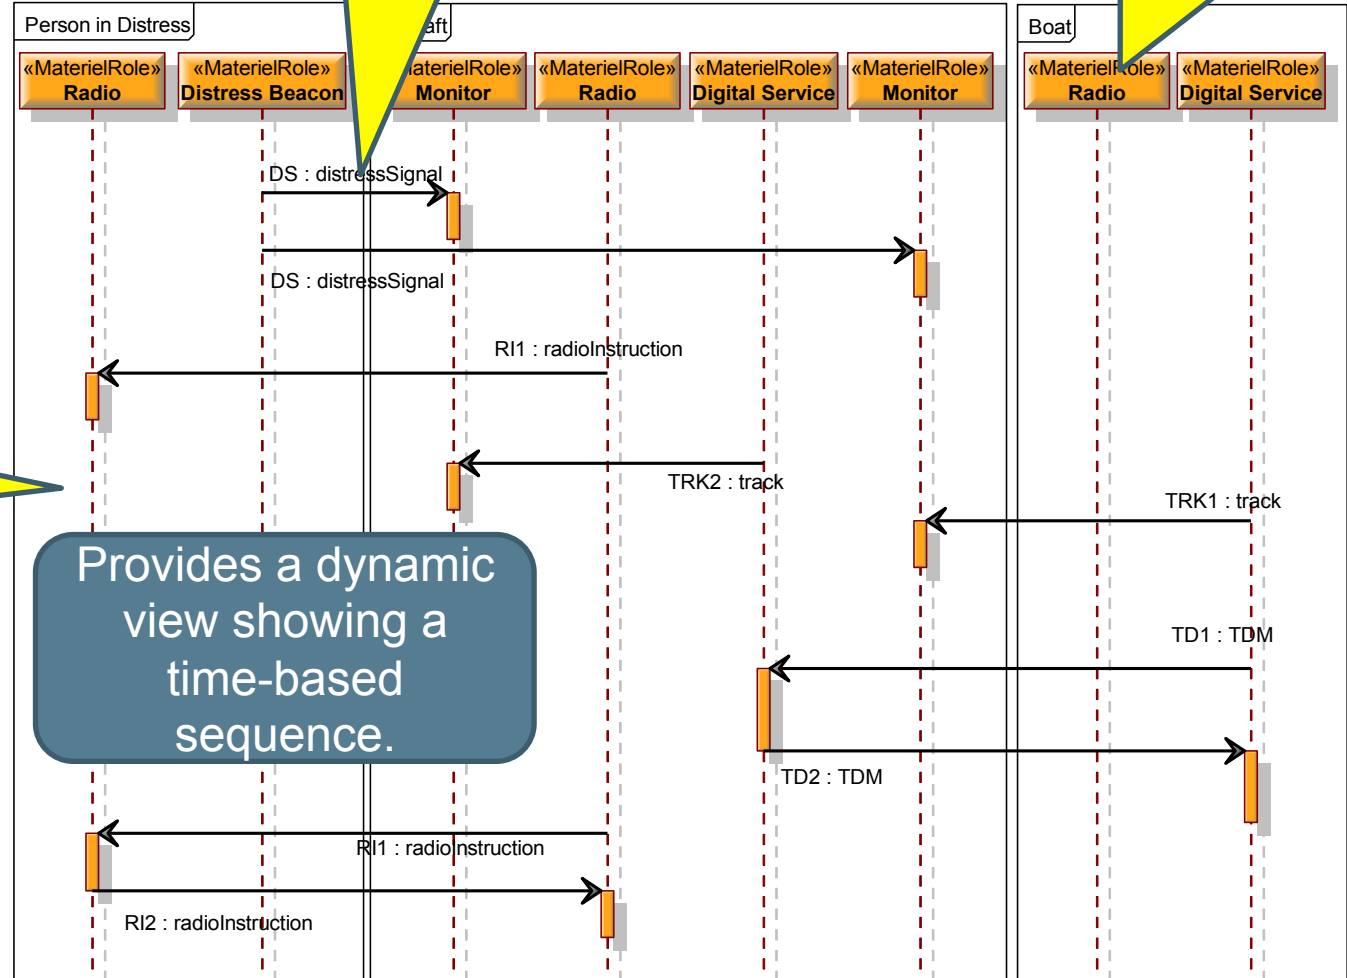 Person in Distress
aft
Boat
«MaterielRole»
Radio
«MaterielRole»
Distress Beacon
aterielRole»
Monitor
«MaterielRole»
Radio
«MaterielRole»
Digital Service
«MaterielRole»
Monitor
«MaterielRole»
Radio
«MaterielRole»
Digital Service
DS : distressSignal
DS : distressSignal
RI1 : radioInstruction
TRK2 : track
TRK1 : track
Provides a dynamic
view showing a
time-based
sequence.
TD1 : TDM
TD2 : TDM
RI1 : radioInstruction
RI2 : radioInstruction